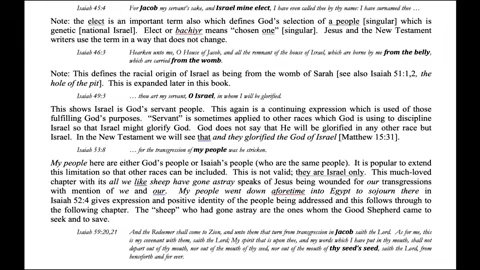 Isaiah 45:4 For Jacob my servant's sake, and Israel mine elect, I have even called thee by thy name: I have surnamed thee …
Note: the elect is an important term also which defines God's selection of a people [singular] which is
genetic [national Israel]. Elect or bachiyr means "chosen one" [singular]. Jesus and the New Testament
writers use the term in a way that does not change.
Isaiah 46:3 Hearken unto me, O House of Jacob, and all the remnant of the house of Israel, which are borne by me from the belly,
which are carried from the womb.
Note: This defines the racial origin of Israel as being from the womb of Sarah [see also Isaiah 51:1,2, the
hole of the pit]. This is expanded later in this book.
Isaiah 49:3 … thou art my servant, O Israel, in whom I will be glorified.
This shows Israel is God's servant people. This again is a continuing expression which is used of those
fulfilling God's purposes. "Servant" is sometimes applied to other races which God is using to discipline
Israel so that Israel might glorify God. God does not say that He will be glorified in any other race but
Israel. In the New Testament we will see that and they glorified the God of Israel [Matthew 15:31].
Isaiah 53:8 … for the transgression of my people was he stricken.
My people here are either God's people or Isaiah's people (who are the same people). It is popular to extend
this limitation so that other races can be included. This is not valid; they are Israel only. This much-loved
chapter with its all we like sheep have gone astray speaks of Jesus being wounded for our transgressions
with mention of we and our. My people went down aforetime into Egypt to sojourn there in
Isaiah 52:4 gives expression and positive identity of the people being addressed and this follows through to
the following chapter. The "sheep" who had gone astray are the ones whom the Good Shepherd came to
seek and to save.
Isaiah 59:20,21 And the Redeemer shall come to Zion, and unto them that turn from transgression in Jacob saith the Lord. As for me, this
is my covenant with them, saith the Lord; My spirit that is upon thee, and my words which I have put in thy mouth, shall not
depart out of thy mouth, nor out of the mouth of thy seed, nor out of the mouth of thy seed's seed, saith the Lord, from
henceforth and for ever.